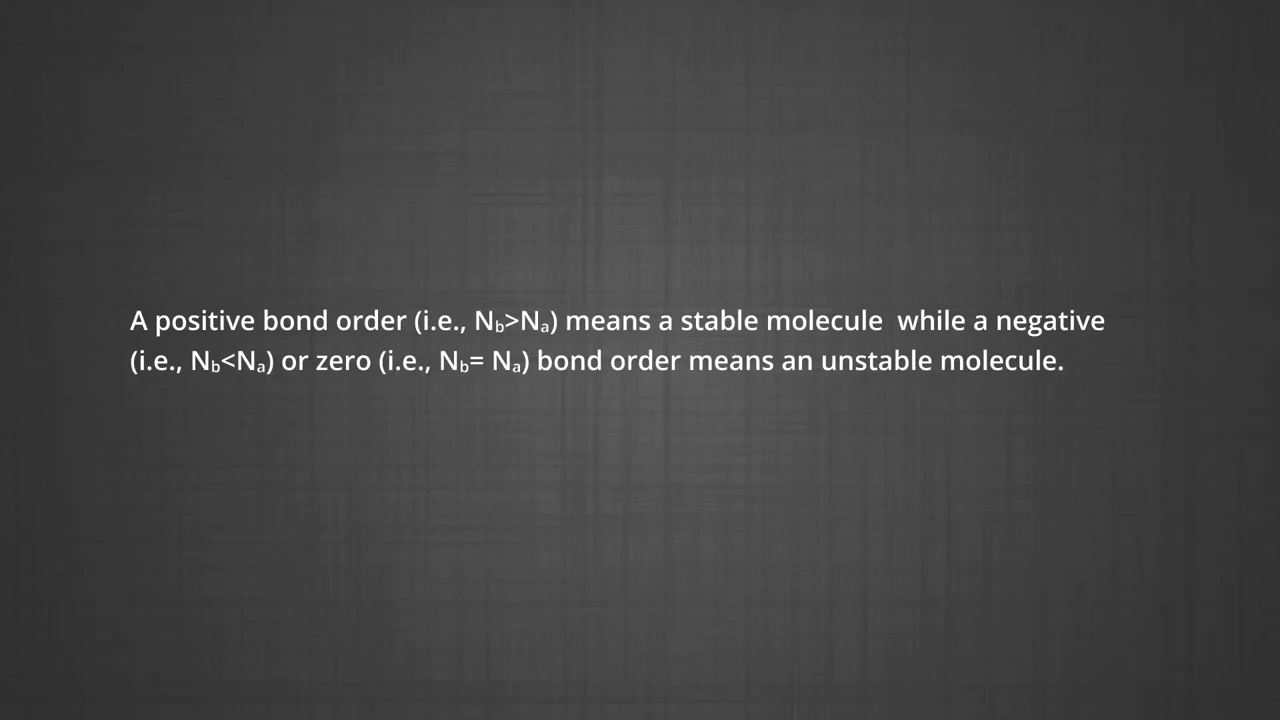 A positive bond order (i.e., Nb>Na) means a stable molecule  while a negative
(i.e., Nb<Na) or zero (i.e., Nb= Na) bond order means an unstable molecule.